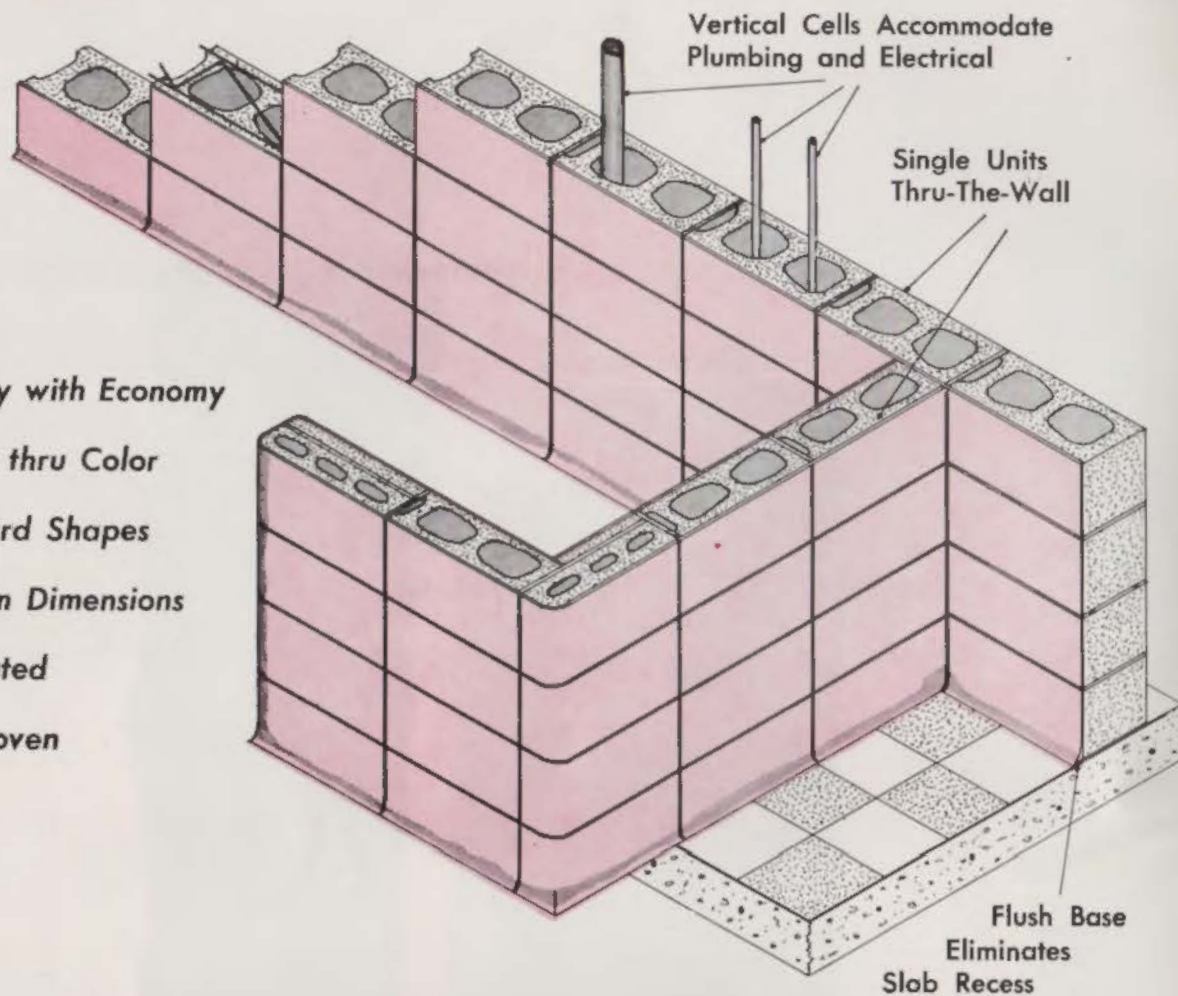 Vertical Cells Accommodate
Plumbing and Electrical
Single Units
Thru-The-Wall
y with Economy
thru Color
rd Shapes
n Dimensions
ted
oven
Flush Base
Eliminates
Slab Recess